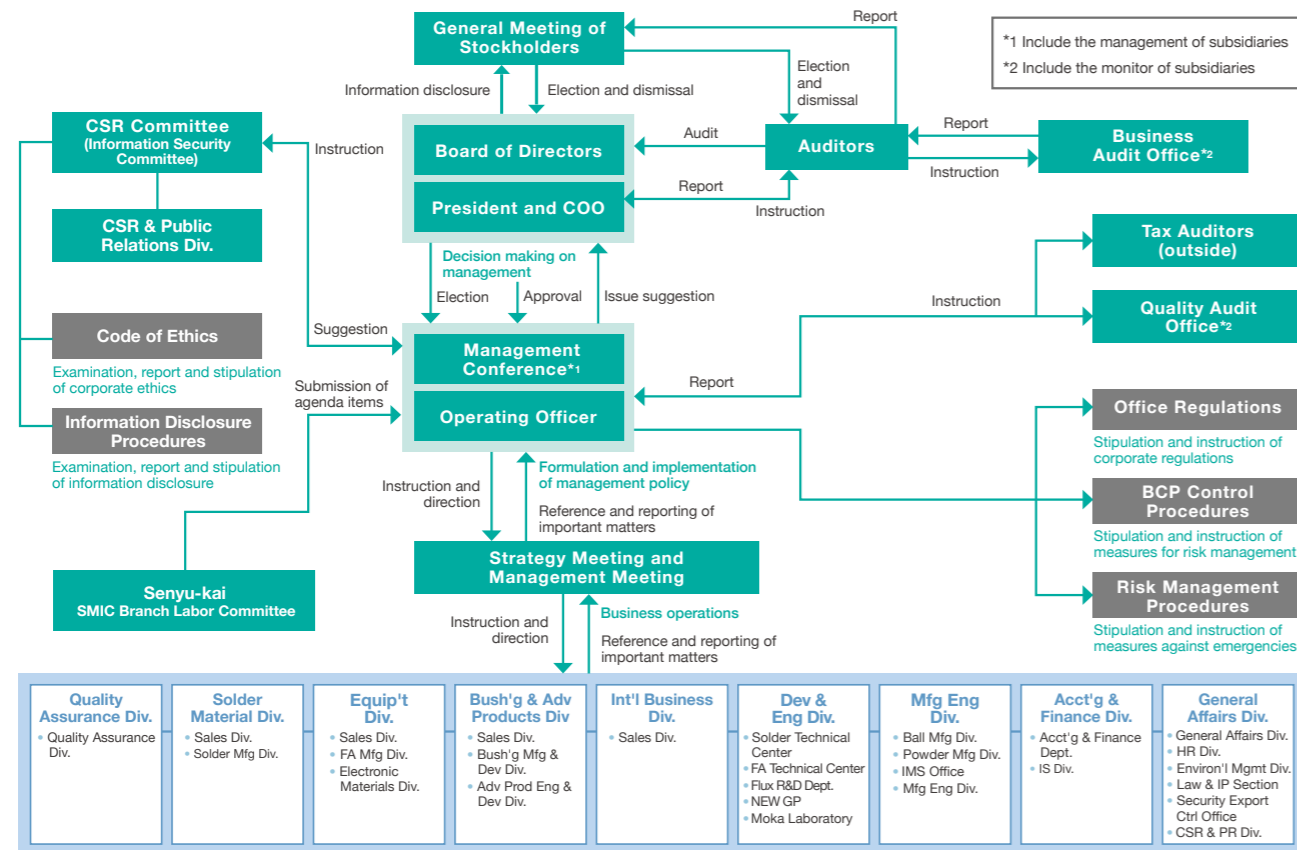 General Meeting of
Stockholders
Report
*1 Include the management of subsidiaries
*2 Include the monitor of subsidiaries
Information disclosure
Election and dismissal
Election
and
dismissal
CSR Committee
(Information Security
Committee)
Instruction
Board of Directors
Audit
Auditors
Report
Business
Audit Office*2
Instruction
President and COO
Report
Instruction
CSR & Public
Relations Div.
Tax Auditors
(outside)
Decision making on
management
Election
Approval
Issue suggestion
Instruction
Quality Audit
Office*2
Code of Ethics
Suggestion
Examination, report and stipulation
of corporate ethics
Management
Conference*1
Report
Submission of
agenda items
Operating Officer
Information Disclosure
Procedures
Examination, report and stipulation
of information disclosure
Office Regulations
Stipulation and instruction of
corporate regulations
Instruction and
direction
Formulation and implementation
of management policy
Reference and reporting of
important matters
BCP Control
Procedures
Stipulation and instruction of
measures for risk management
Strategy Meeting and
Management Meeting
Senyu-kai
SMIC Branch Labor Committee
Risk Management
Procedures
Stipulation and instruction of
measures against emergencies
Instruction and
direction
Business operations
Reference and reporting of
important matters
Quality
Assurance Div.
• Quality Assurance
Div.
Solder
Material Div.
• Sales Div.
• Solder Mfg Div.
Equip't
Div.
• Sales Div.
• FA Mfg Div.
• Electronic
Materials Div.
Bush'g & Adv
Products Div
• Sales Div.
• Bush'g Mfg &
Dev Div.
• Adv Prod Eng &
Dev Div.
Int'l Business
Div.
• Sales Div.
Dev &
Eng Div.
• Solder Technical
Center
• FA Technical Center
• Flux R&D Dept.
• NEW GP
• Moka Laboratory
Mfg Eng
Div.
• Ball Mfg Div.
• Powder Mfg Div.
• IMS Office
• Mfg Eng Div.
Acct'g &
Finance Div.
• Acct'g & Finance
Dept.
• IS Div.
General
Affairs Div.
• General Affairs Div.
• HR Div.
• Environ'l Mgmt Div.
• Law & IP Section
• Security Export
Ctrl Office
• CSR & PR Div.